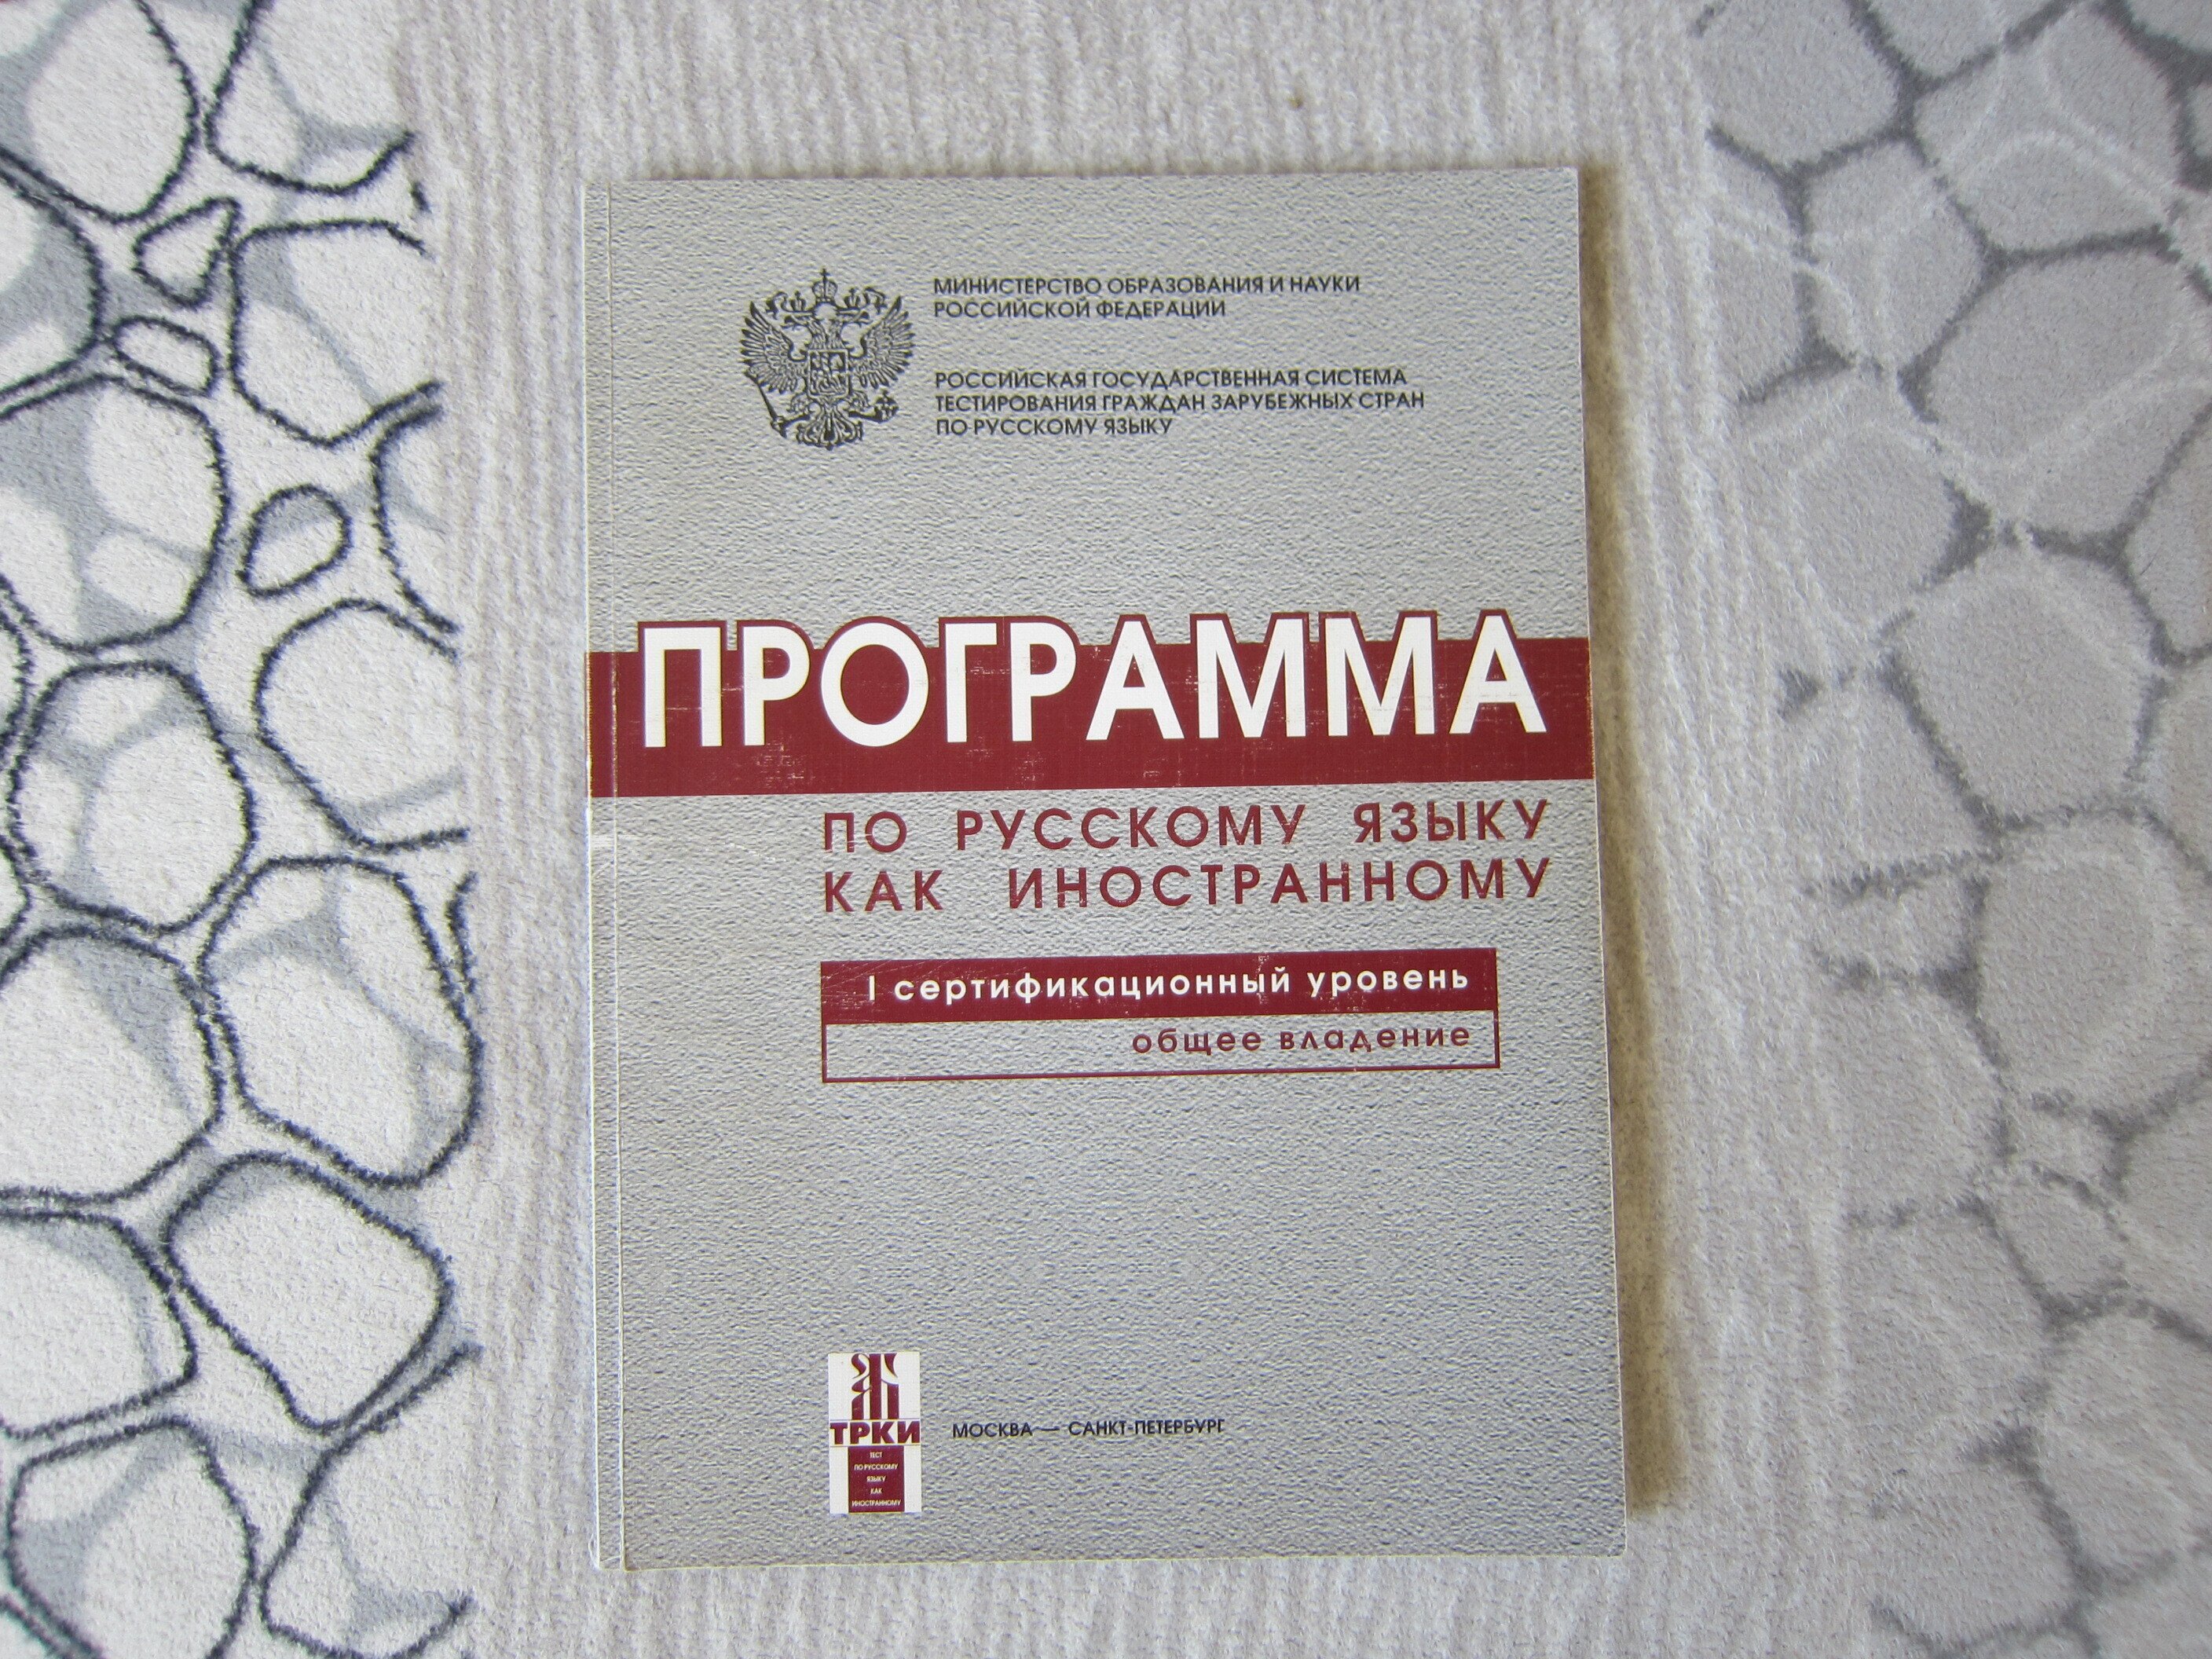 МИНИСТЕРСТВО ОБРАЗОВАНИЯ И НАУКИ
РОССИЙСКОЙ ФЕДЕРАЦИИ
РОССИЙСКАЯ ГОСУДАРСТВЕННАЯ СИСТЕМА
ТЕСТИРОВАНИЯ ГРАЖДАН ЗАРУБЕЖНЫХ СТРАН
ПО РУССКОМУ ЯЗЫКУ
ПРОГРАММА
ПО РУССКОМУ ЯЗЫКУ
КАК ИНОСТРАННОМУ
I сертификационный уровень
общее владение
ТРКИ
ТЕСТ
ПО РУССКОМУ
ЯЗЫКУ
КАК
ИНОСТРАННОМУ
МОСКВА — САНКТ-ПЕТЕРБУРГ